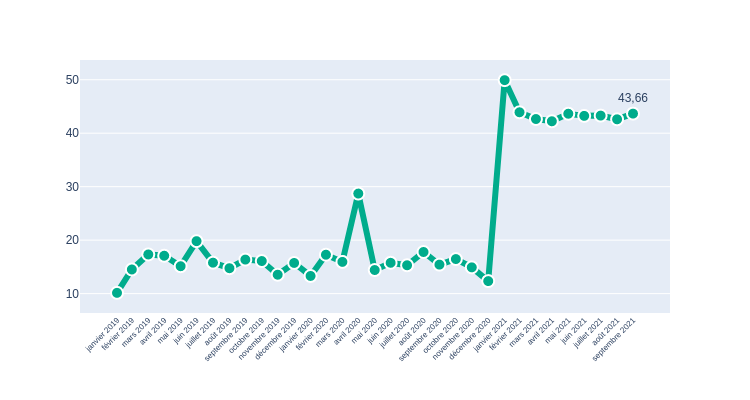 50
43,66
40
30
20
10
janvier 2019
février 2019
mars 2019
avril 2019
mai 2019
juin 2019
juillet 2019
août 2019
septembre 2019
octobre 2019
novembre 2019
décembre 2019
janvier 2020
février 2020
mars 2020
avril 2020
mai 2020
juin 2020
juillet 2020
août 2020
septembre 2020
octobre 2020
novembre 2020
décembre 2020
janvier 2021
février 2021
mars 2021
avril 2021
mai 2021
juin 2021
juillet 2021
août 2021
septembre 2021